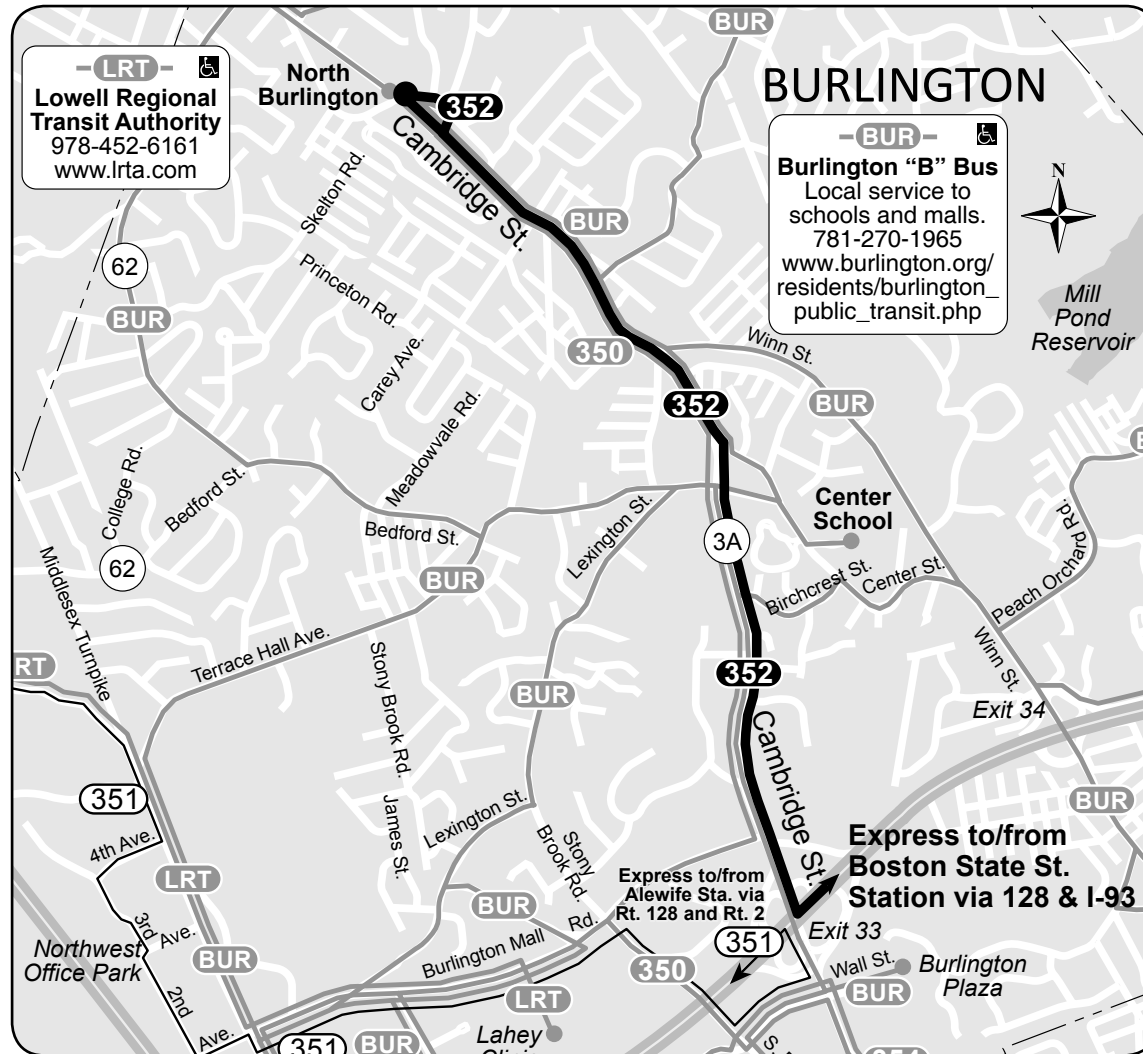 LRT
Lowell Regional
Transit Authority
978-452-6161
www.lrta.com
North
Burlington
352
Cambridge St.
BUR
BURLINGTON
BUR
Burlington “B” Bus
Local service to
schools and malls.
781-270-1965
www.burlington.org/
residents/burlington_
public_transit.php
N
Mill
Pond
Reservoir
Skelton Rd.
BUR
62
BUR
Princeton Rd.
Carey Ave.
350
Winn St.
352
BUR
Meadowvale Rd.
College Rd.
Bedford St.
Bedford St.
Lexington St.
Center
School
62
3A
BUR
Birchcrest St.
Center St.
Peach Orchard Rd.
Middlesex Turnpike
Terrace Hall Ave.
Winn St.
RT
Stony Brook Rd.
BUR
352
Exit 34
Cambridge St.
351
James St.
Lexington St.
Stony
Brook Rd.
BUR
4th Ave.
LRT
Express to/from
Alewife Sta. via
Rt. 128 and Rt. 2
Express to/from
Boston State St.
Station via 128 & I-93
BUR
3rd
Ave.
351
Exit 33
Northwest
Office Park
BUR
Burlington Mall
Rd.
350
Wall St.
Burlington
Plaza
BUR
2nd
Ave.
LRT
Lahey
351
BUR